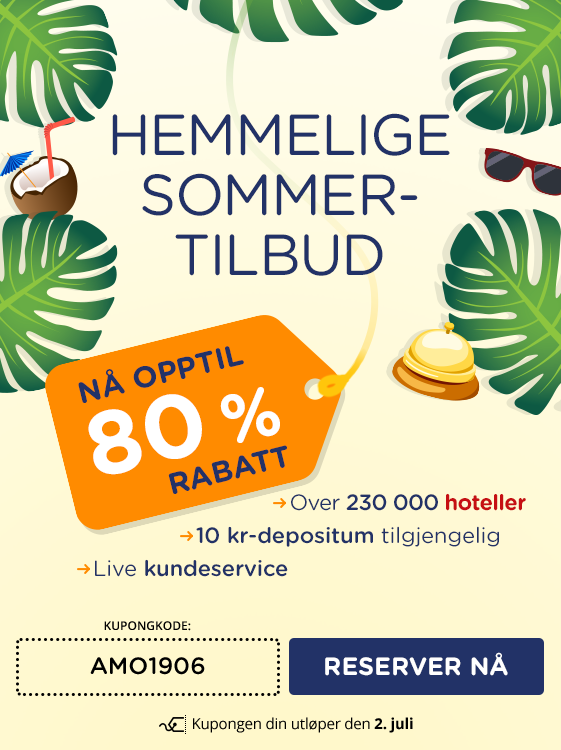 HEMMELIGE
SOMMER-
TILBUD
NÅ OPPTIL
80 %
RABATT
→Over 230 000 hoteller
→10 kr-depositum tilgjengelig
→Live kundeservice
KUPONGKODE:
AMO1906
RESERVER NÅ
Kupongen din utløper den 2. juli